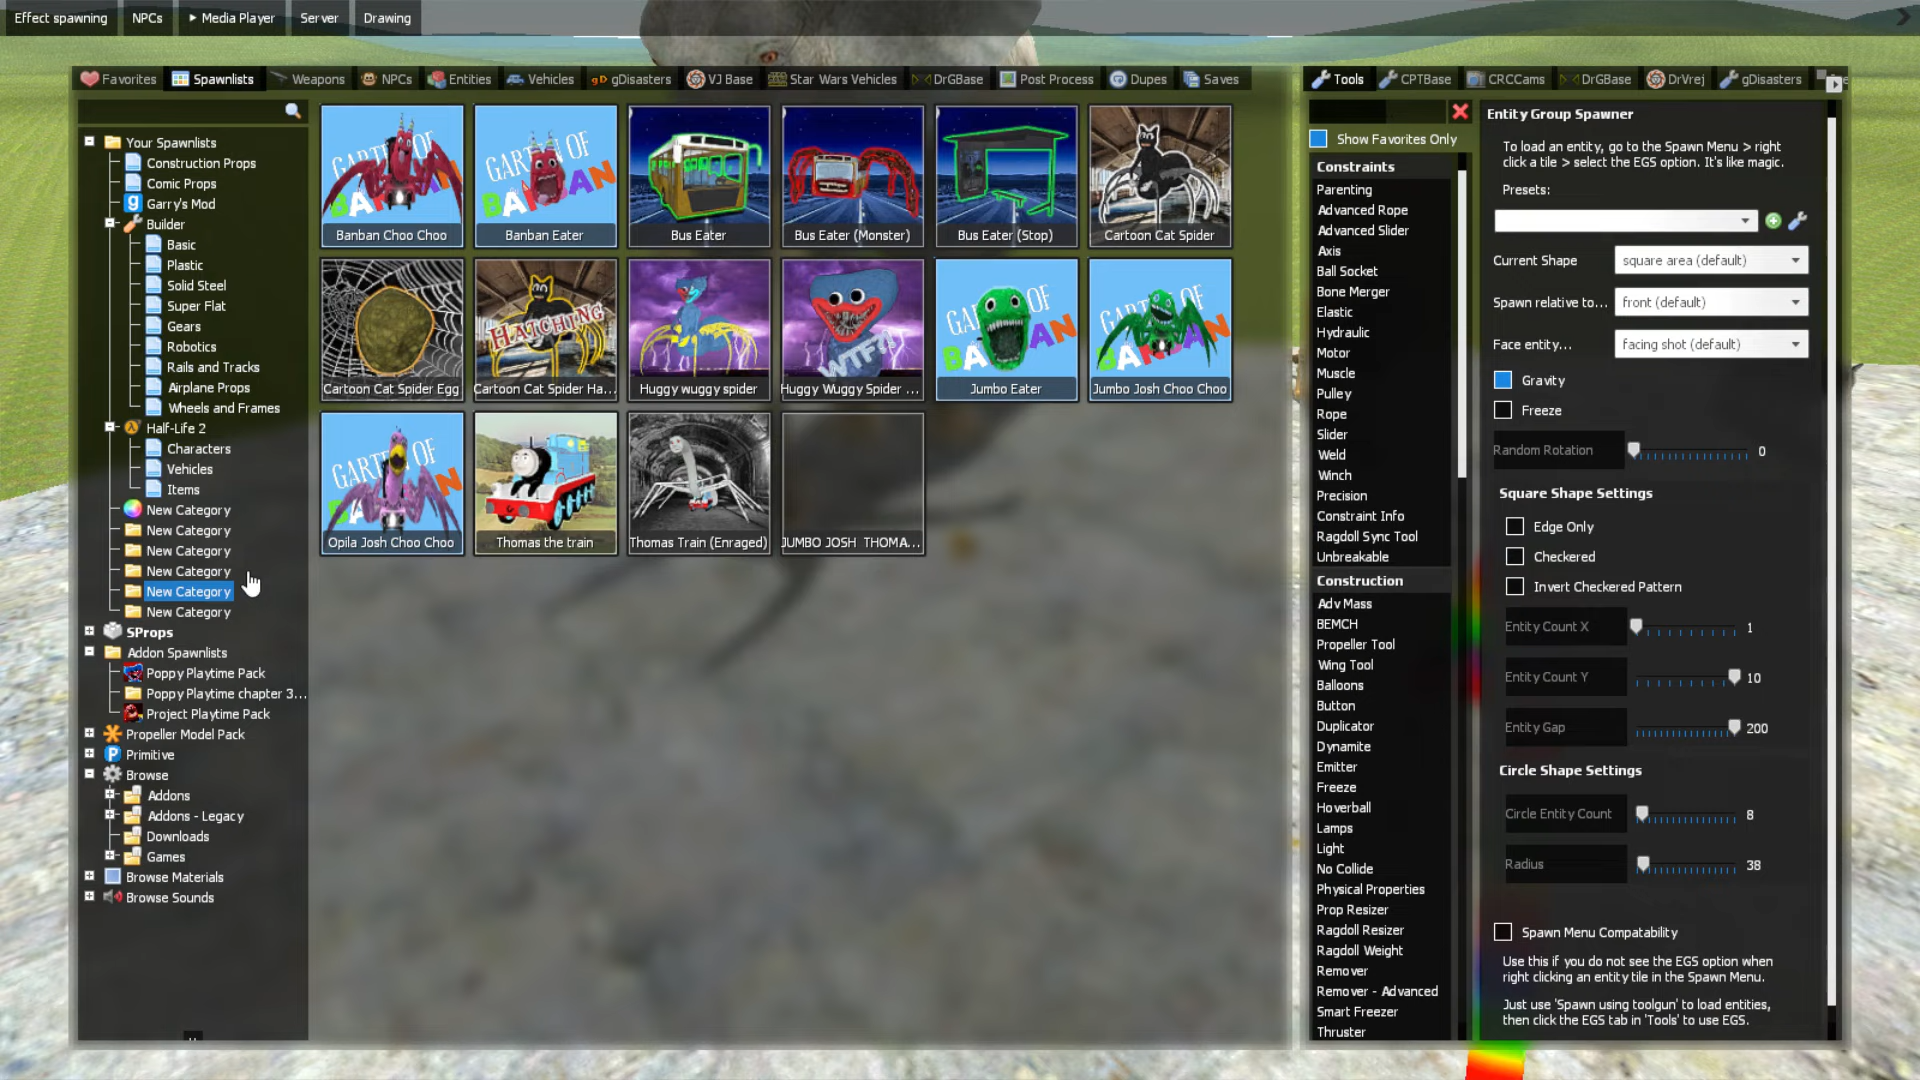 Effect spawning
NPCs
Media Player
Server
Drawing
Favorites
Spawnlists
Weapons
NPCs
Entities
Vehicles
gDisasters
VJ Base
Star Wars Vehicles
DrGBase
Post Process
Dupes
Saves
Your Spawnlists
Construction Props
Comic Props
Garry's Mod
Builder
Basic
Plastic
Solid Steel
Super Flat
Gears
Robotics
Rails and Tracks
Airplane Props
Wheels and Frames
Half-Life 2
Characters
Vehicles
Items
New Category
New Category
New Category
New Category
New Category
New Category
SProps
Addon Spawnlists
Poppy Playtime Pack
Poppy Playtime chapter 3...
Project Playtime Pack
Propeller Model Pack
Primitive
Browse
Addons
Addons - Legacy
Downloads
Games
Browse Materials
Browse Sounds
Banban Choo Choo
Banban Eater
Bus Eater
Bus Eater (Monster)
Bus Eater (Stop)
Cartoon Cat Spider
Cartoon Cat Spider Egg
HATCHING
Cartoon Cat Spider Ha...
Huggy wuggy spider
WTF?!
Huggy Wuggy Spider ...
Jumbo Eater
Jumbo Josh Choo Choo
Opila Josh Choo Choo
Thomas the train
Thomas Train (Enraged)
JUMBO JOSH THOMA...
Tools
CPTBase
CRCCams
DrGBase
DrVrej
gDisasters
Show Favorites Only
Constraints
Parenting
Advanced Rope
Advanced Slider
Axis
Ball Socket
Bone Merger
Elastic
Hydraulic
Motor
Muscle
Pulley
Rope
Slider
Weld
Winch
Precision
Constraint Info
Ragdoll Sync Tool
Unbreakable
Construction
Adv Mass
BEMCH
Propeller Tool
Wing Tool
Balloons
Button
Duplicator
Dynamite
Emitter
Freeze
Hoverball
Lamps
Light
No Collide
Physical Properties
Prop Resizer
Ragdoll Resizer
Ragdoll Weight
Remover
Remover - Advanced
Smart Freezer
Thruster
Entity Group Spawner
To load an entity, go to the Spawn Menu > right
click a tile > select the EGS option. It's like magic.
Presets:
Current Shape
square area (default)
Spawn relative to...
front (default)
Face entity...
facing shot (default)
Gravity
Freeze
Random Rotation
0
Square Shape Settings
Edge Only
Checkered
Invert Checkered Pattern
Entity Count X
1
Entity Count Y
10
Entity Gap
200
Circle Shape Settings
Circle Entity Count
8
Radius
38
Spawn Menu Compatability
Use this if you do not see the EGS option when
right clicking an entity tile in the Spawn Menu.
Just use 'Spawn using toolgun' to load entities,
then click the EGS tab in 'Tools' to use EGS.